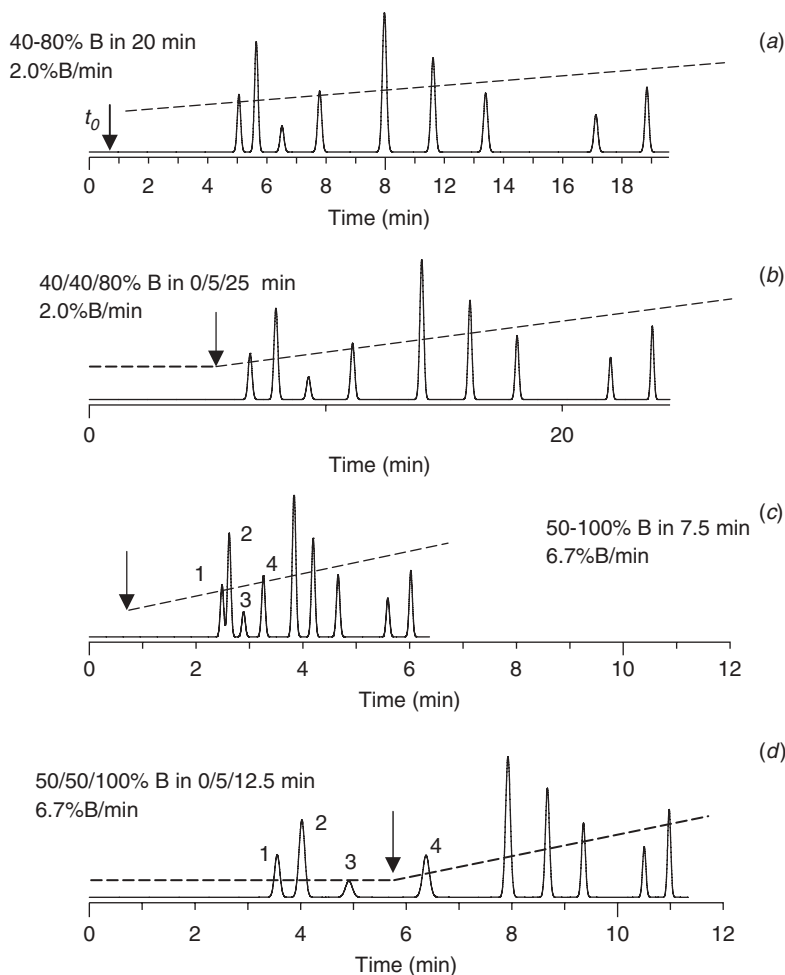 40-80% B in 20 min
2.0%B/min
(a)
t0
0 2 4 6 8 8 12 14 16 18
Time (min)
40/40/80% B in 0/5/25 min
2.0%B/min
(b)
0 20
Time (min)
50-100% B in 7.5 min
6.7%B/min
(c)
1 2 3 4
0 2 4 6 8 10 12
Time (min)
50/50/100% B in 0/5/12.5 min
6.7%B/min
(d)
1 2 3 4
0 2 4 6 8 10 12
Time (min)